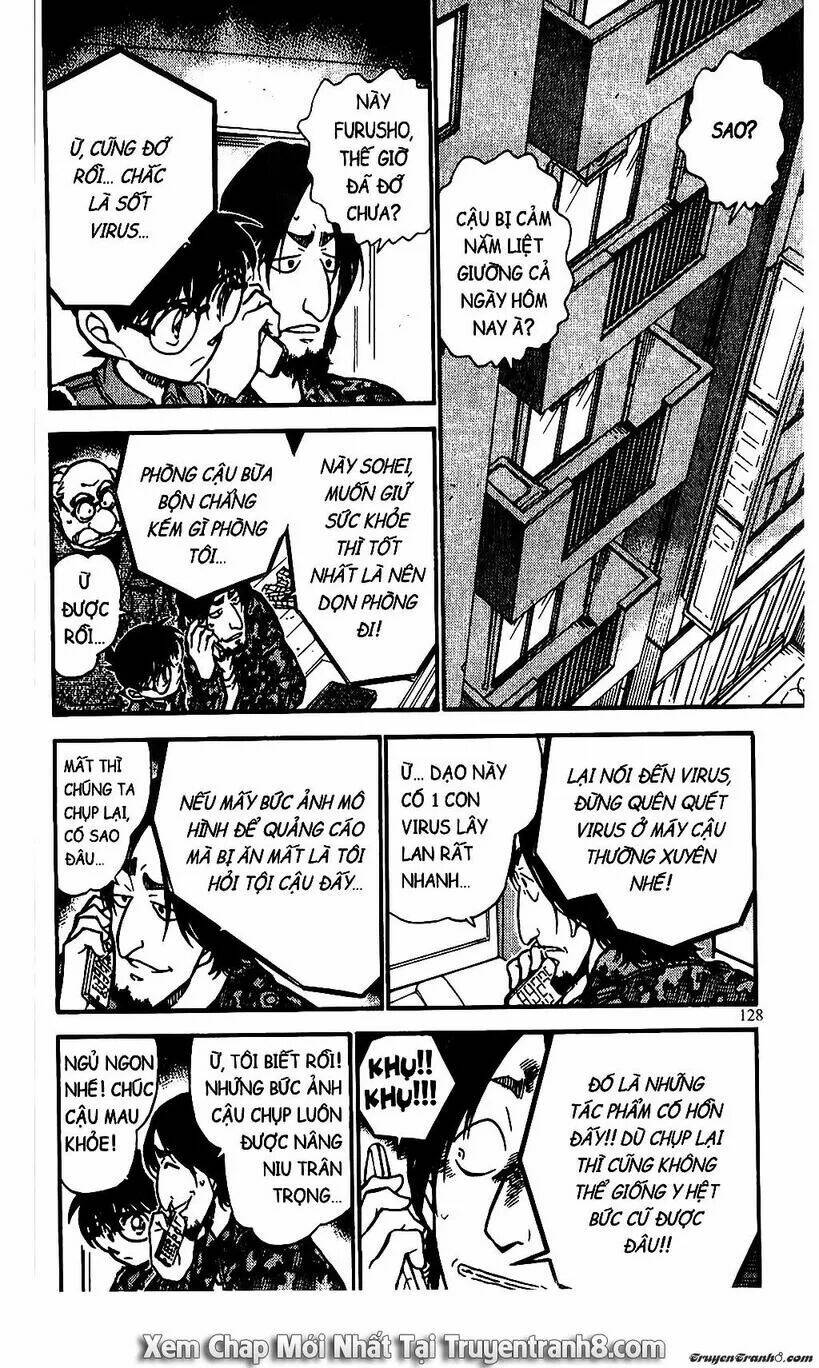 SAO?
CẬU BỊ CẢM
NẰM LIỆT
GIƯỜNG CẢ
NGÀY HÔM
NAY À?
NÀY
FURUSHO,
THẾ GIỜ
ĐÃ ĐỠ
CHƯA?
Ừ, CŨNG ĐỠ
RỒI... CHẮC
LÀ SỐT
VIRUS...
NÀY SOHEI,
MUỐN GIỮ
SỨC KHỎE
THÌ TỐT
NHẤT LÀ NÊN
DỌN PHÒNG
ĐI!
PHÒNG CẬU BỪA
BỘN CHẲNG
KÉM GÌ PHÒNG
TÔI...
Ừ
ĐƯỢC
RỒI...
LẠI NÓI ĐẾN VIRUS,
ĐỪNG QUÊN QUÉT
VIRUS Ở MÁY CẬU
THƯỜNG XUYÊN
NHÉ!
Ừ... DẠO NÀY
CÓ 1 CON
VIRUS LÂY
LAN RẤT
NHANH...
NẾU MẤY BỨC ẢNH MÔ
HÌNH ĐỂ QUẢNG CÁO
MÀ BỊ ĂN MẤT LÀ TÔI
HỎI TỘI CẬU ĐẤY...
MẤT THÌ
CHÚNG TA
CHỤP LẠI,
CÓ SAO
ĐÂU...
128
ĐÓ LÀ NHỮNG
TÁC PHẨM CÓ HỒN
ĐẤY!! DÙ CHỤP LẠI
THÌ CŨNG KHÔNG
THỂ GIỐNG Y HỆT
BỨC CŨ ĐƯỢC
ĐÂU!!
KHỤ!!
KHỤ!!!
Ừ, TÔI BIẾT RỒI!
NHỮNG BỨC ẢNH
CẬU CHỤP LUÔN
ĐƯỢC NÂNG
NIU TRÂN
TRỌNG...
NGỦ NGON
NHÉ! CHÚC
CẬU MAU
KHỎE!
Xem Chap Mới Nhất Tại Truyentranh8.com
TruyenTranh8.com